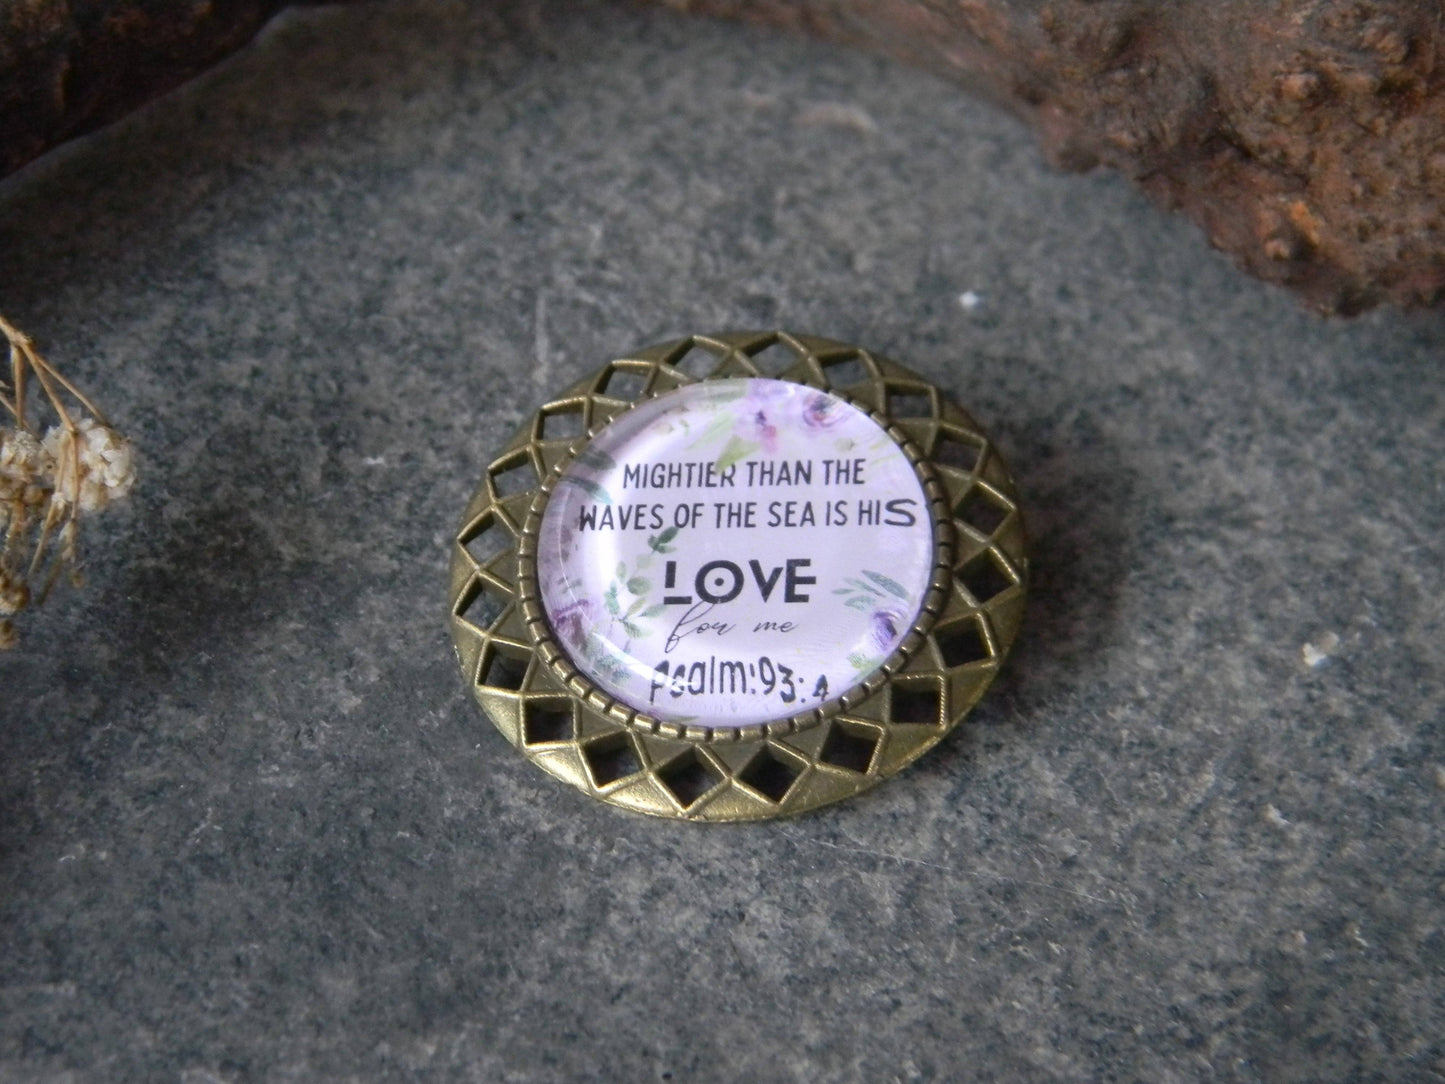 MIGHTIER THAN THE
WAVES OF THE SEA IS HIS
LOVE
for me
Psalm:93:4